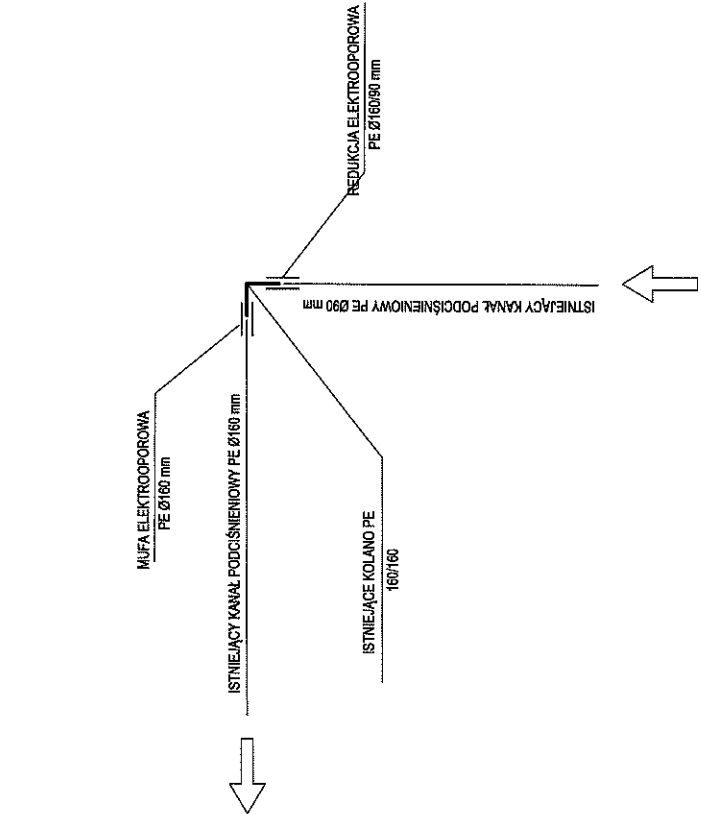 MUFA ELEKTROOPOROWA
PE Ø160 mm
ISTNIEJĄCY KANAŁ PODCIŚNIENIOWY PE Ø160 mm
ISTNIEJĄCE KOLANO PE
160/160
REDUKCJA ELEKTROOPOROWA
PE Ø160/90 mm
ISTNIEJĄCY KANAŁ PODCIŚNIENIOWY PE Ø90 mm